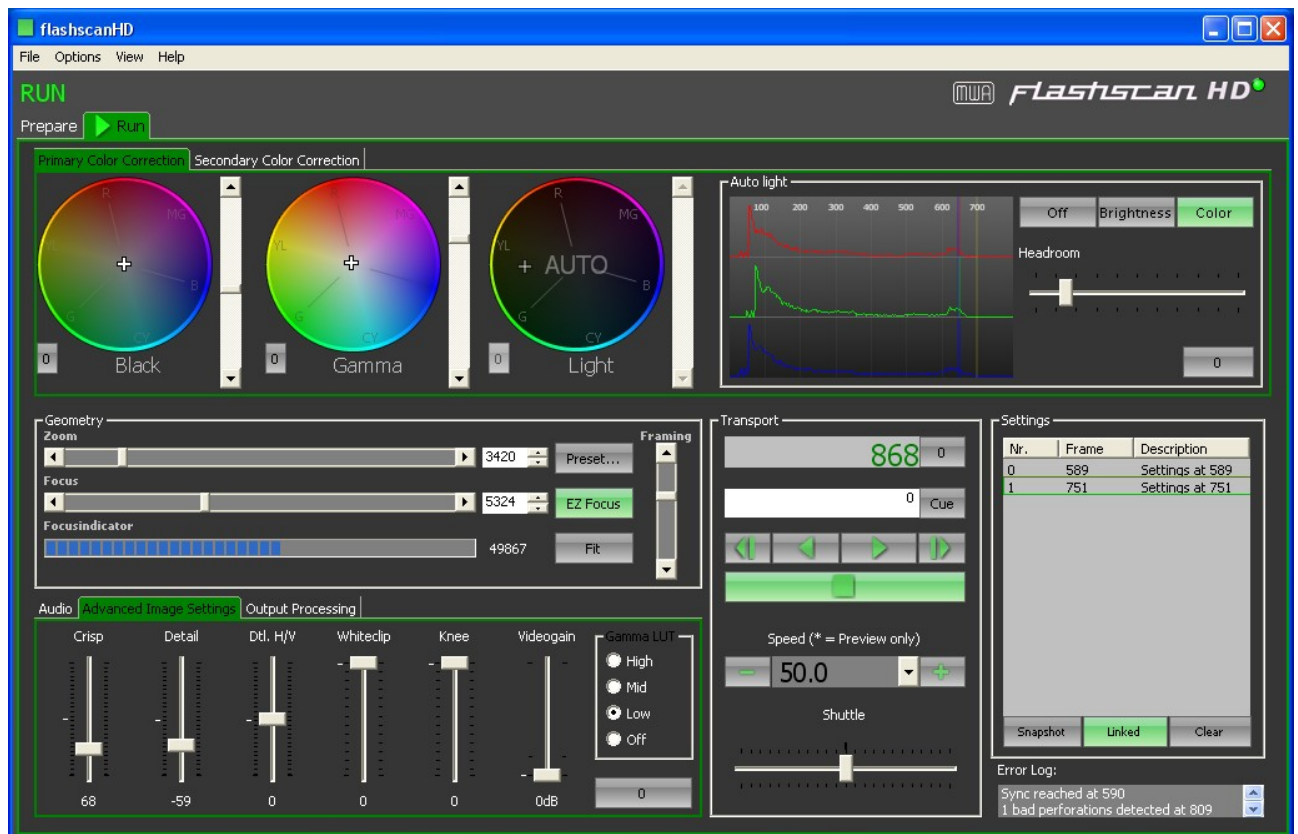 flashscanHD
File Options View Help
RUN
MWA Flashscan HD
Prepare Run
Primary Color Correction Secondary Color Correction
R MG B CY G YL
0 Black
R MG B CY G YL
0 Gamma
R MG B CY G YL
AUTO
0 Light
Auto light
100 200 300 400 500 600 700
Off Brightness Color
Headroom
0
Geometry
Zoom
3420 Preset...
Focus
5324 EZ Focus
Focusindicator
49867 Fit
Framing
Audio Advanced Image Settings Output Processing
Crisp Detail Dtl. H/V Whiteclip Knee Videogain
68 -59 0 0 0 0dB
Gamma LUT
High
Mid
Low
Off
0
Transport
868 0
0 Cue
Speed (* = Preview only)
50.0
Shuttle
Settings
Nr. Frame Description
0 589 Settings at 589
1 751 Settings at 751
Snapshot Linked Clear
Error Log:
Sync reached at 590
1 bad perforations detected at 809